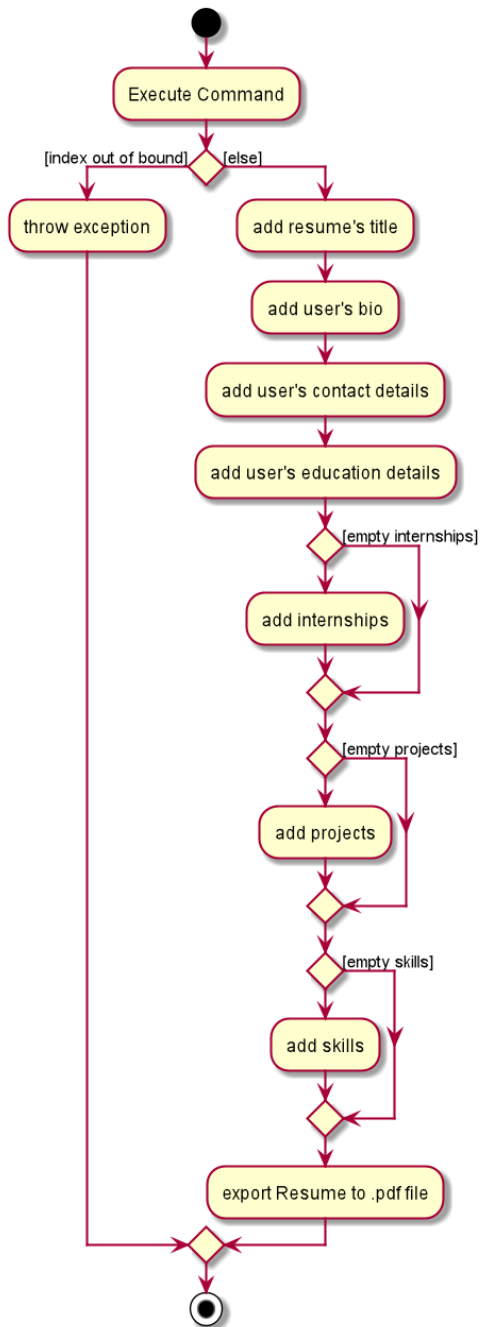 Execute Command
[index out of bound]
[else]
throw exception
add resume's title
add user's bio
add user's contact details
add user's education details
[empty internships]
add internships
[empty projects]
add projects
[empty skills]
add skills
export Resume to .pdf file